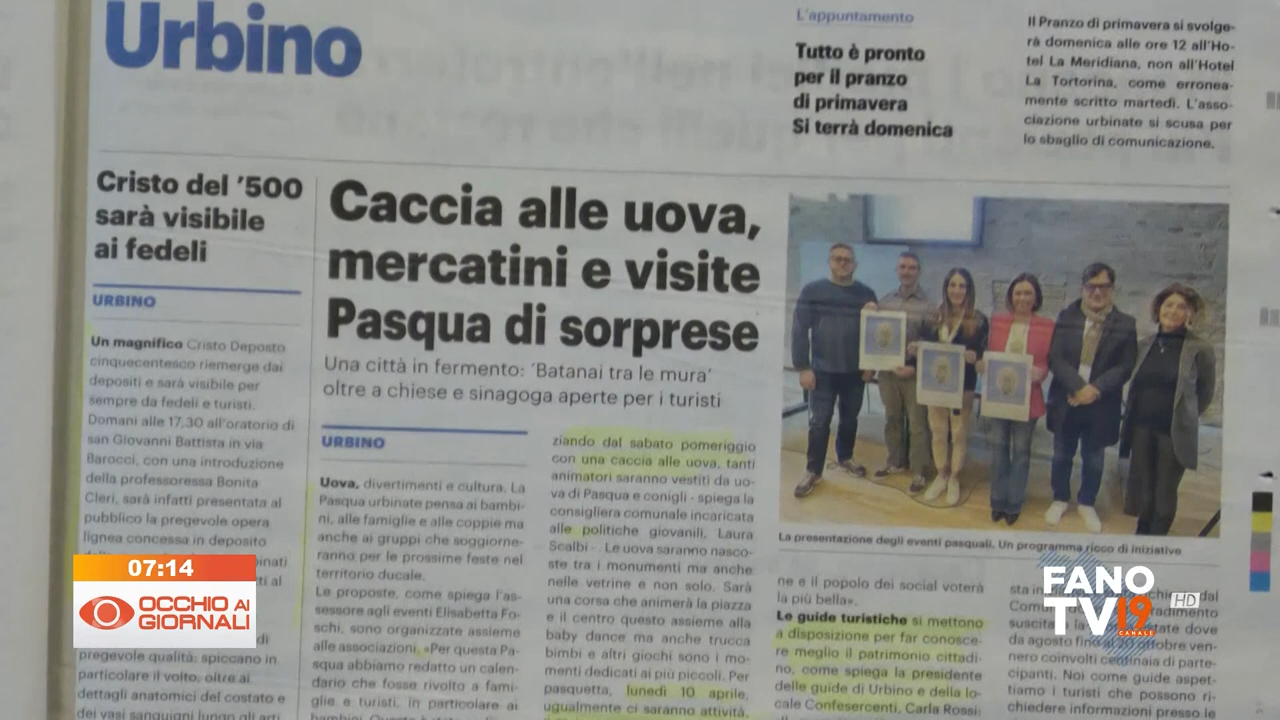 Urbino
L'appuntamento
Tutto è pronto
per il pranzo
di primavera
Si terrà domenica
Il Pranzo di primavera si svolge-
rà domenica alle ore 12 all'Ho-
tel La Meridiana, non all'Hotel
La Tortorina, come erronea-
mente scritto martedì. L'asso-
ciazione urbinate si scusa per
lo sbaglio di comunicazione.
Cristo del '500
sarà visibile
ai fedeli
URBINO
Un magnifico Cristo Deposto
cinquecentesco riemerge dai
depositi e sarà visibile per
sempre da fedeli e turisti.
Domani alle 17,30 all'oratorio di
san Giovanni Battista in via
Barocci, con una introduzione
della professoressa Bonita
Cleri, sarà infatti presentata al
pubblico la pregevole opera
lignea concessa in deposito
pregevole qualità: spiccano in
particolare il volto, oltre ai
dettagli anatomici del costato e
dei vasi sanguigni lungo gli arti
Caccia alle uova,
mercatini e visite
Pasqua di sorprese
Una città in fermento: 'Batanai tra le mura'
oltre a chiese e sinagoga aperte per i turisti
URBINO
Uova, divertimenti e cultura. La
Pasqua urbinate pensa ai bambi-
ni, alle famiglie e alle coppie ma
anche ai gruppi che soggiorne-
ranno per le prossime feste nel
territorio ducale.
Le proposte, come spiega l'as-
sessore agli eventi Elisabetta Fo-
schi, sono organizzate assieme
alle associazioni. «Per questa Pa-
squa abbiamo redatto un calen-
dario che fosse rivolto a fami-
glie e turisti, in particolare ai
ziando dal sabato pomeriggio
con una caccia alle uova, tanti
animatori saranno vestiti da uo-
va di Pasqua e conigli - spiega la
consigliera comunale incaricata
alle politiche giovanili, Laura
Scalbi - . Le uova saranno nasco-
ste tra i monumenti ma anche
nelle vetrine e non solo. Sarà
una corsa che animerà la piazza
e il centro questo assieme alla
baby dance ma anche trucca
bimbi e altri giochi sono i mo-
menti dedicati ai più piccoli. Per
pasquetta, lunedì 10 aprile,
ugualmente ci saranno attività,
La presentazione degli eventi pasquali. Un programma ricco di iniziative
ne e il popolo dei social voterà
la più bella».
Le guide turistiche si mettono
a disposizione per far conosce-
re meglio il patrimonio cittadi-
no, come spiega la presidente
delle guide di Urbino e della lo-
cale Confesercenti, Carla Rossi:
da agosto fino al 20 ottobre ven-
nero coinvolti centinaia di parte-
cipanti. Noi come guide aspet-
tiamo i turisti che possono ri-
chiedere informazioni presso le
07:14
OCCHIO AI
GIORNALI
FANO
TV19
CANALE
HD